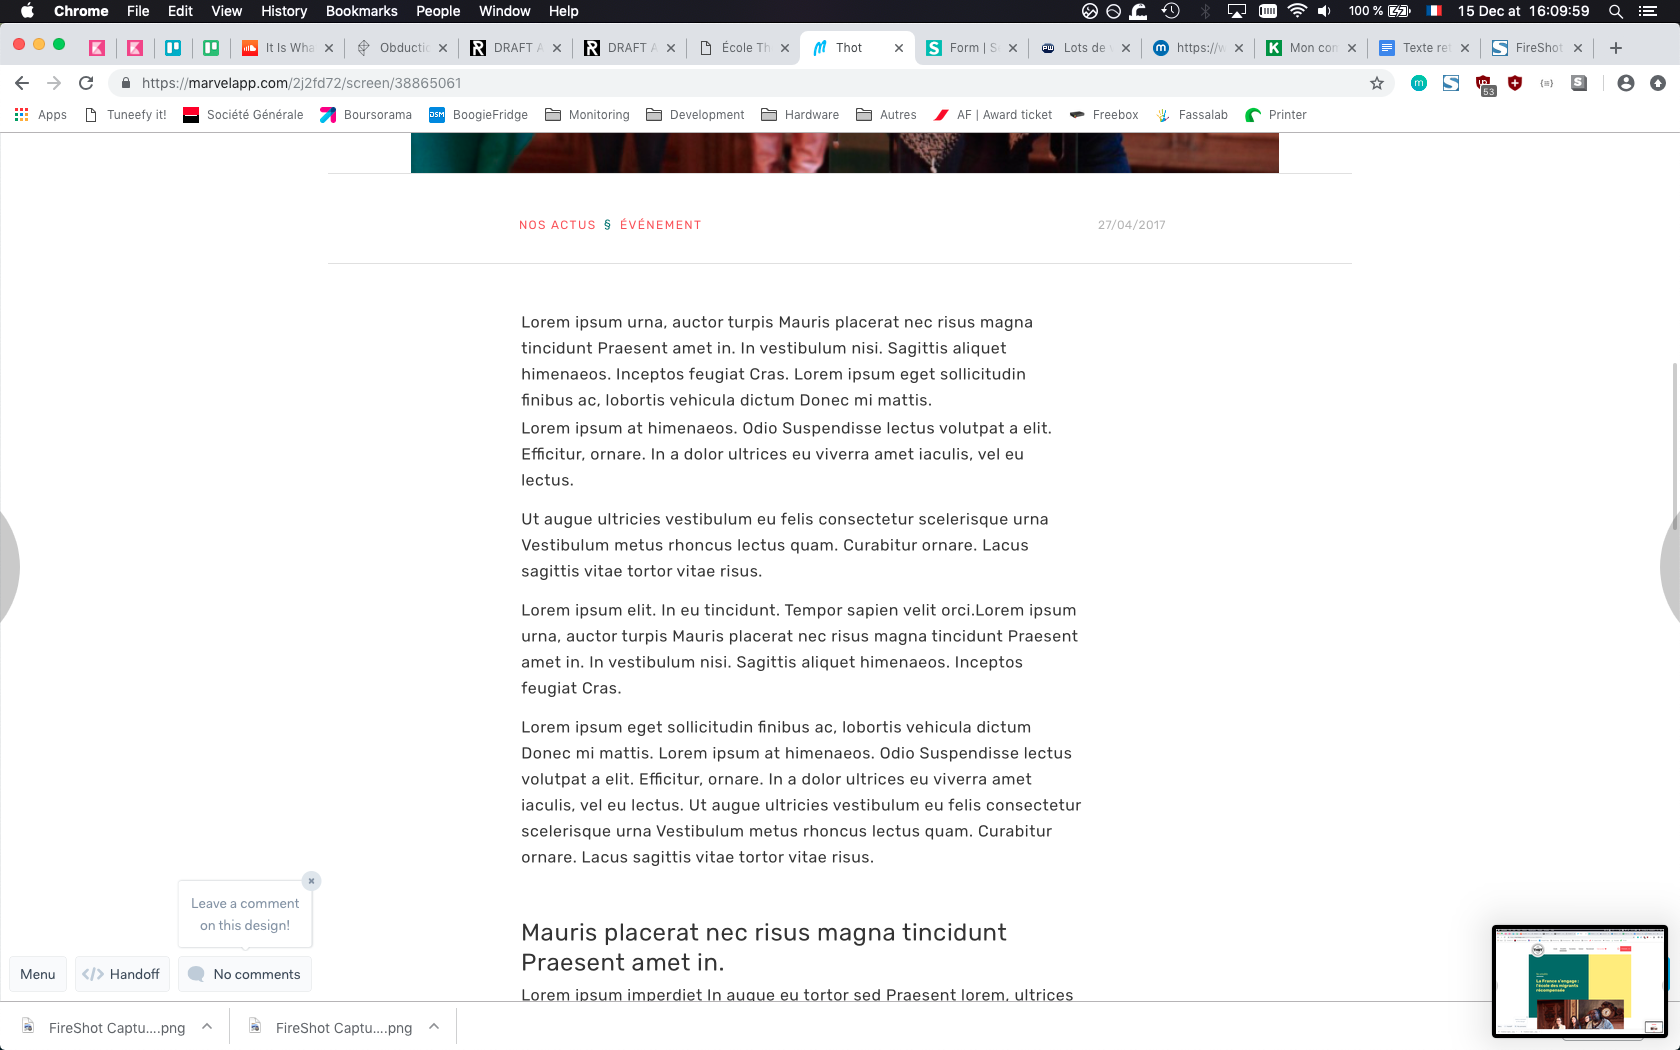 Chrome File Edit View History Bookmarks People Window Help 100 % 15 Dec at 16:09:59
It Is Wha Obductic DRAFT A DRAFT A École Th Thot Form | S Lots de https://w Mon con Texte ret FireShot
https://marvelapp.com/2j2fd72/screen/38865061
53
Apps Tuneefy it! Société Générale Boursorama BoogieFridge Monitoring Development Hardware Autres AF | Award ticket Freebox Fassalab Printer
NOS ACTUS § ÉVÉNEMENT 27/04/2017
Lorem ipsum urna, auctor turpis Mauris placerat nec risus magna
tincidunt Praesent amet in. In vestibulum nisi. Sagittis aliquet
himenaeos. Inceptos feugiat Cras. Lorem ipsum eget sollicitudin
finibus ac, lobortis vehicula dictum Donec mi mattis.
Lorem ipsum at himenaeos. Odio Suspendisse lectus volutpat a elit.
Efficitur, ornare. In a dolor ultrices eu viverra amet iaculis, vel eu
lectus.
Ut augue ultricies vestibulum eu felis consectetur scelerisque urna
Vestibulum metus rhoncus lectus quam. Curabitur ornare. Lacus
sagittis vitae tortor vitae risus.
Lorem ipsum elit. In eu tincidunt. Tempor sapien velit orci.Lorem ipsum
urna, auctor turpis Mauris placerat nec risus magna tincidunt Praesent
amet in. In vestibulum nisi. Sagittis aliquet himenaeos. Inceptos
feugiat Cras.
Lorem ipsum eget sollicitudin finibus ac, lobortis vehicula dictum
Donec mi mattis. Lorem ipsum at himenaeos. Odio Suspendisse lectus
volutpat a elit. Efficitur, ornare. In a dolor ultrices eu viverra amet
iaculis, vel eu lectus. Ut augue ultricies vestibulum eu felis consectetur
scelerisque urna Vestibulum metus rhoncus lectus quam. Curabitur
ornare. Lacus sagittis vitae tortor vitae risus.
Leave a comment
on this design!
Mauris placerat nec risus magna tincidunt
Praesent amet in.
Menu Handoff No comments
Lorem ipsum imperdiet In augue eu tortor sed Praesent lorem, ultrices
La France s'engage :
l'école des migrants
récompensée
FireShot Captu....png FireShot Captu....png